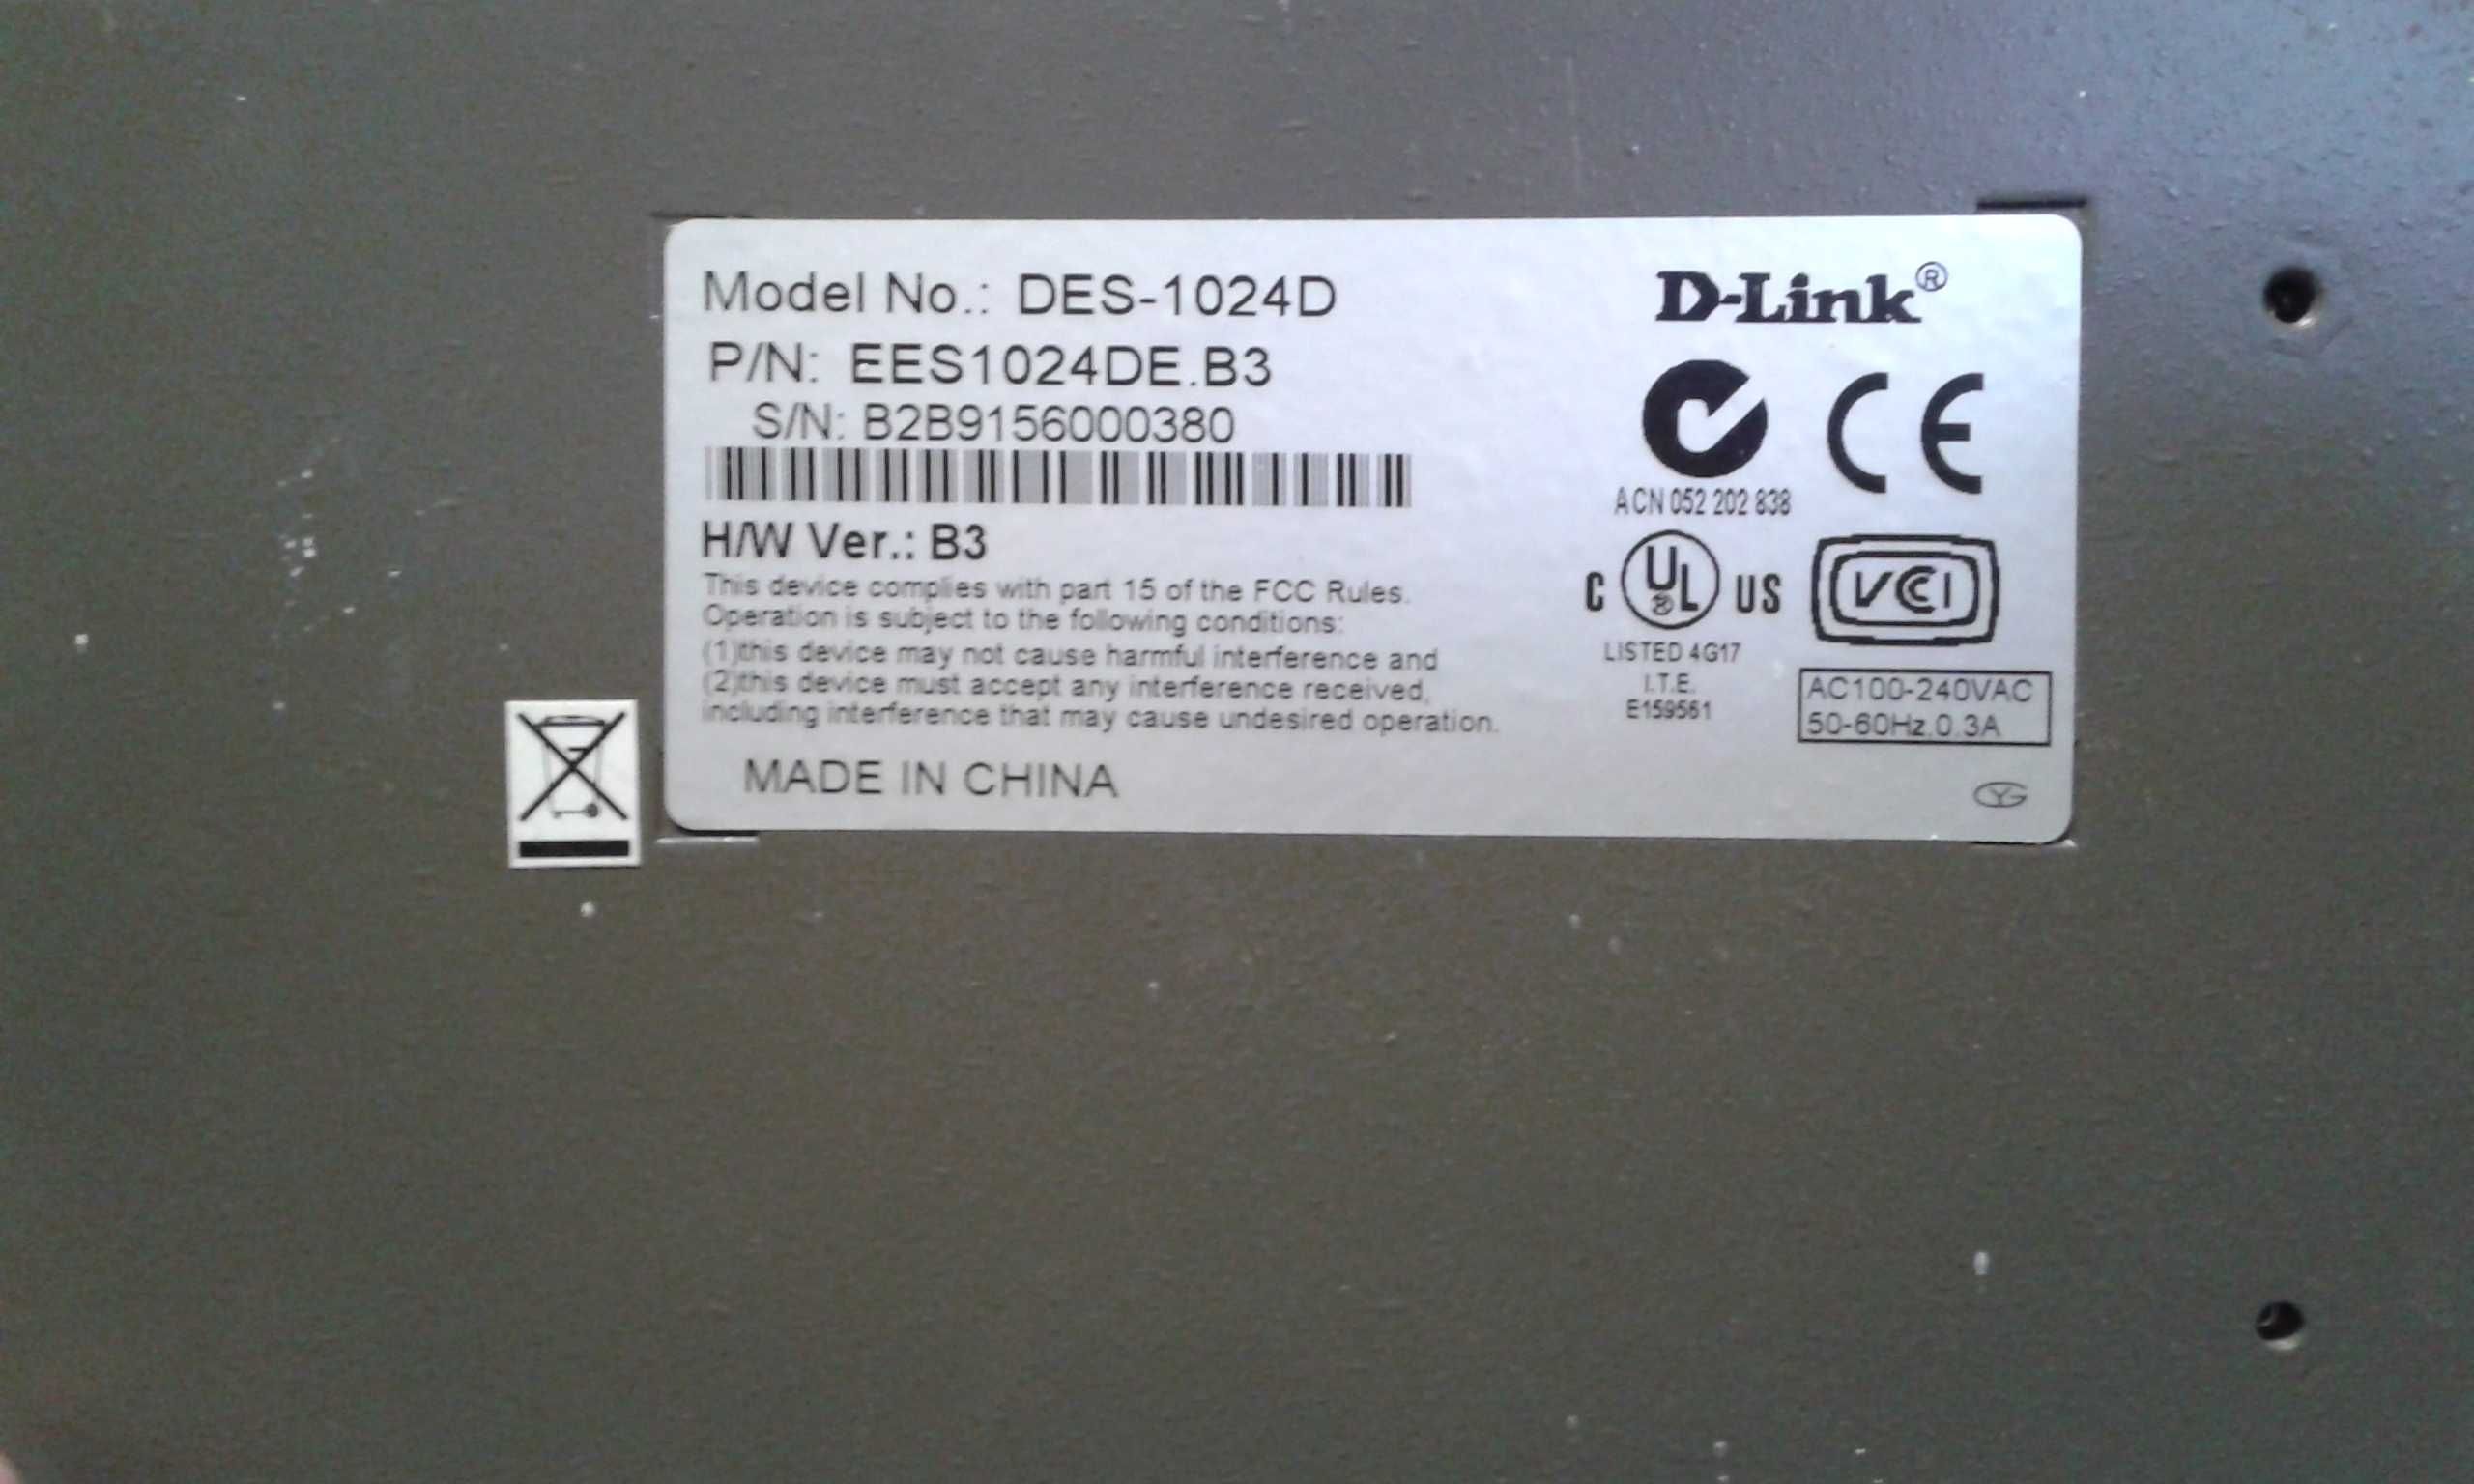 Model No.: DES-1024D
P/N: EES1024DE.B3
S/N: B2B9156000380
H/W Ver.: B3
This device complies with part 15 of the FCC Rules.
Operation is subject to the following conditions:
(1)this device may not cause harmful interference and
(2)this device must accept any interference received,
including interference that may cause undesired operation.
MADE IN CHINA
D-Link®
CE
ACN 052 202 838
C UL® US
VCCI
LISTED 4G17
I.T.E.
E159561
AC100-240VAC
50-60Hz.0.3A